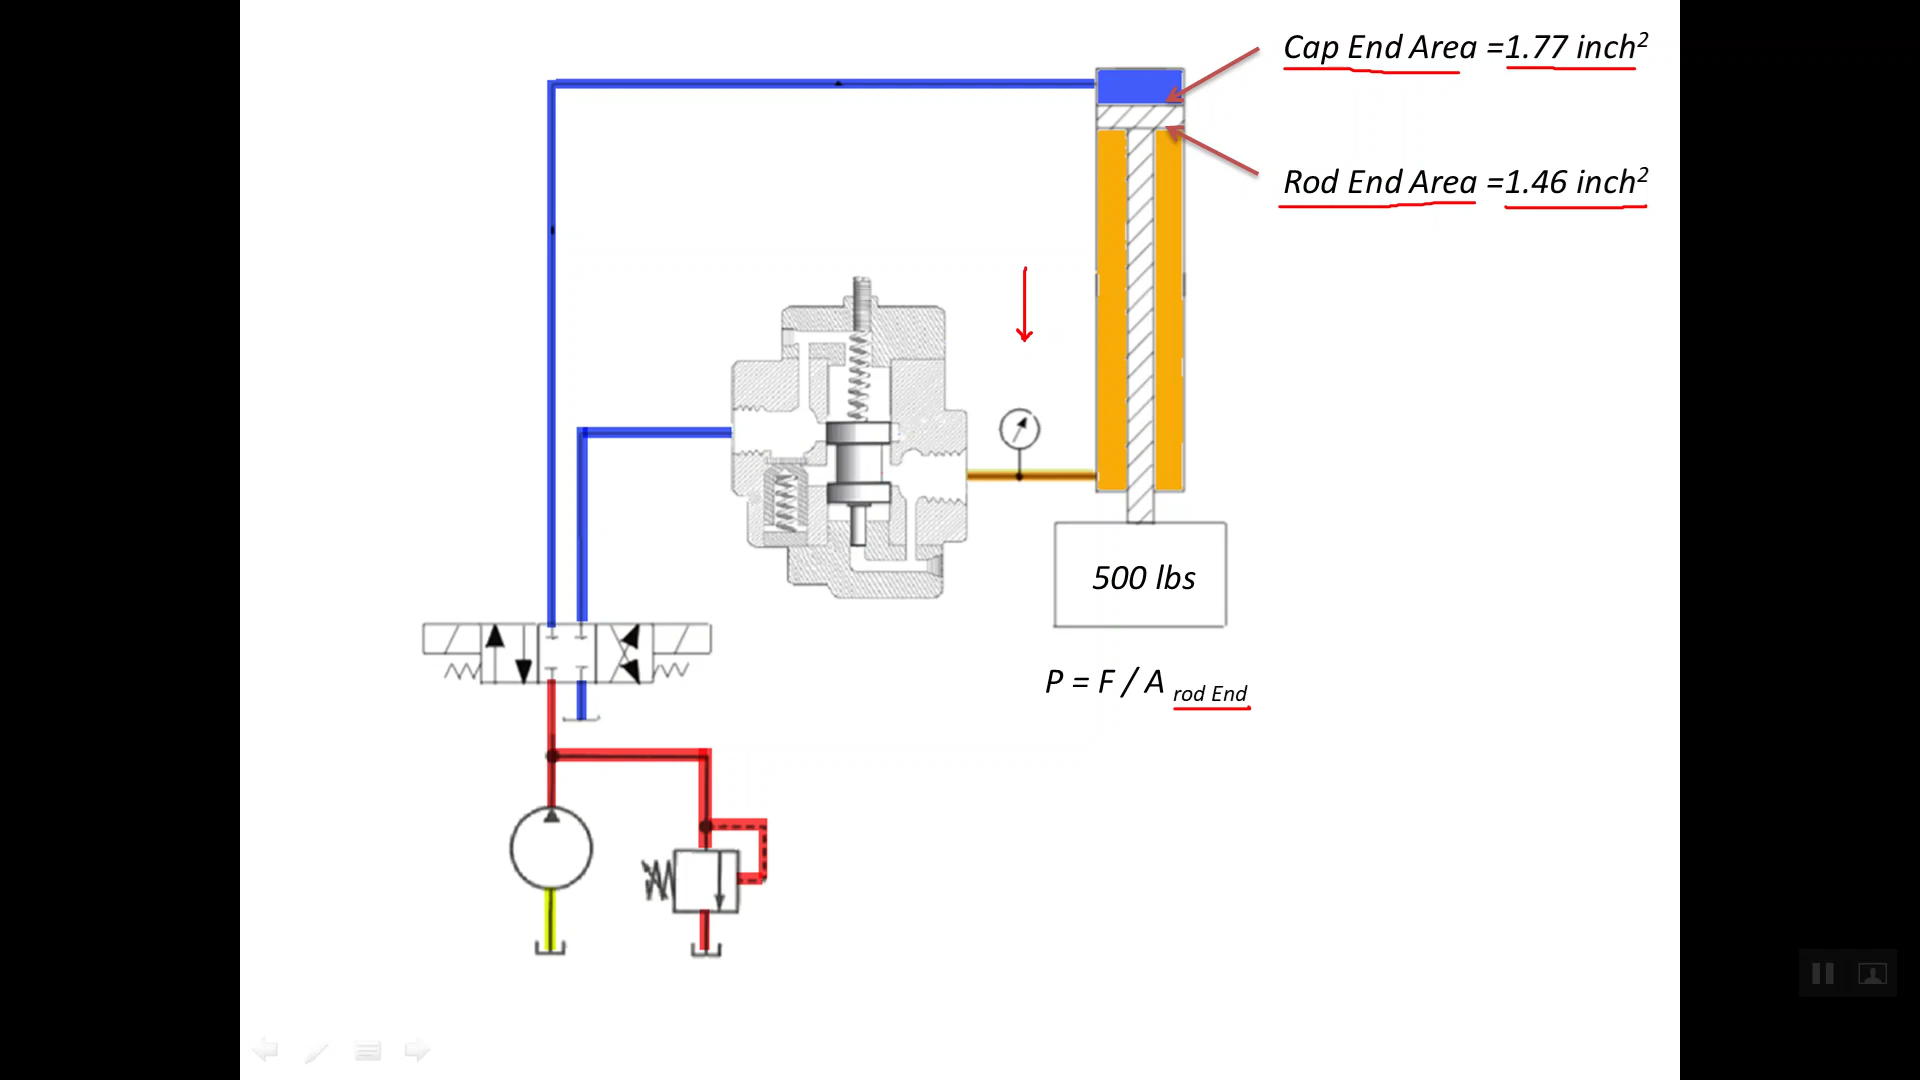 Cap End Area =1.77 inch²
Rod End Area =1.46 inch²
500 lbs
P = F / A rod End